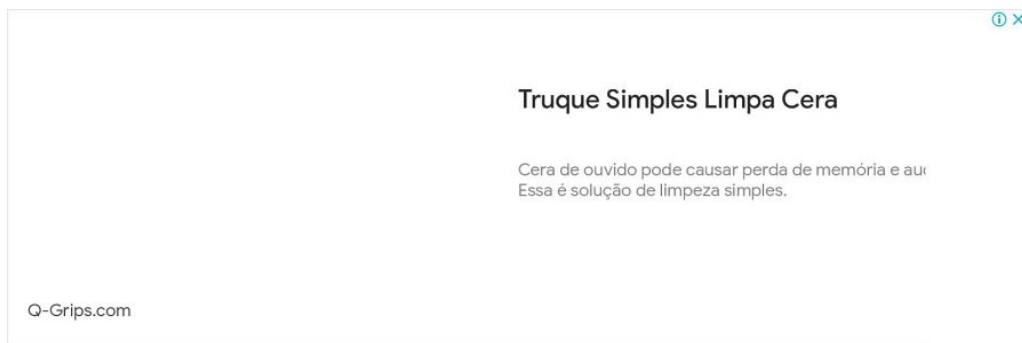 Truque Simples Limpa Cera
Cera de ouvido pode causar perda de memória e
Essa é solução de limpeza simples.
Q-Grips.com